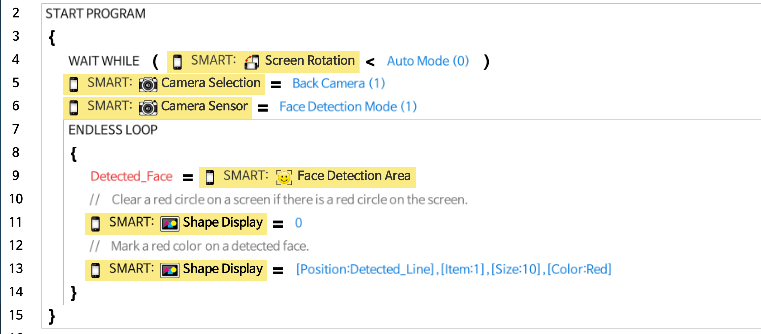 2 START PROGRAM
3 {
4 WAIT WHILE ( SMART: Screen Rotation < Auto Mode (0) )
5 SMART: Camera Selection = Back Camera (1)
6 SMART: Camera Sensor = Face Detection Mode (1)
7 ENDLESS LOOP
8 {
9 Detected_Face = SMART: Face Detection Area
10 // Clear a red circle on a screen if there is a red circle on the screen.
11 SMART: Shape Display = 0
12 // Mark a red color on a detected face.
13 SMART: Shape Display = [Position:Detected_Line],[Item:1],[Size:10],[Color:Red]
14 }
15 }